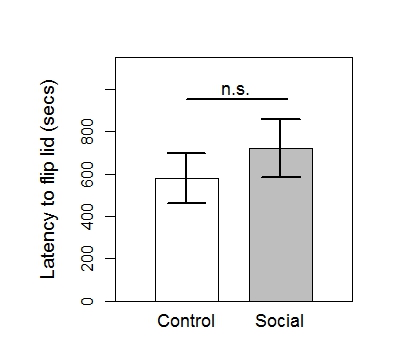 n.s.
Latency to flip lid (secs)
800
600
400
200
0
Control
Social